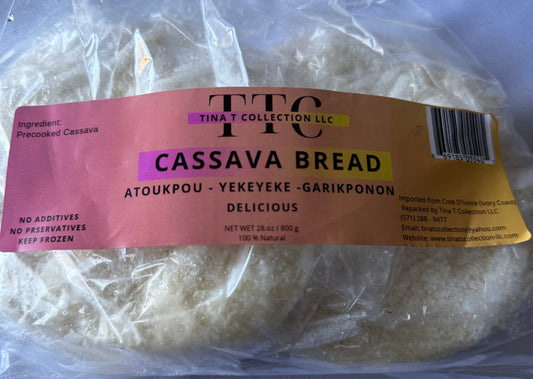 Ingredient:
Precooked Cassava
TTC
TINA T COLLECTION LLC
CASSAVA BREAD
ATOUKPOU - YEKEYEKE -GARIKPONON
DELICIOUS
NET WET 28.oz / 800 g
100 % Natural
NO ADDITIVES
NO PRSERVATIVES
KEEP FROZEN
Imported from Cote D'Ivoire (Ivory Coast)
Repacked by Tina T Collection LLC.
(571) 288 - 9477
Email: tinatscollection@yahoo.com
Website: www.tinatscollection-llc.com